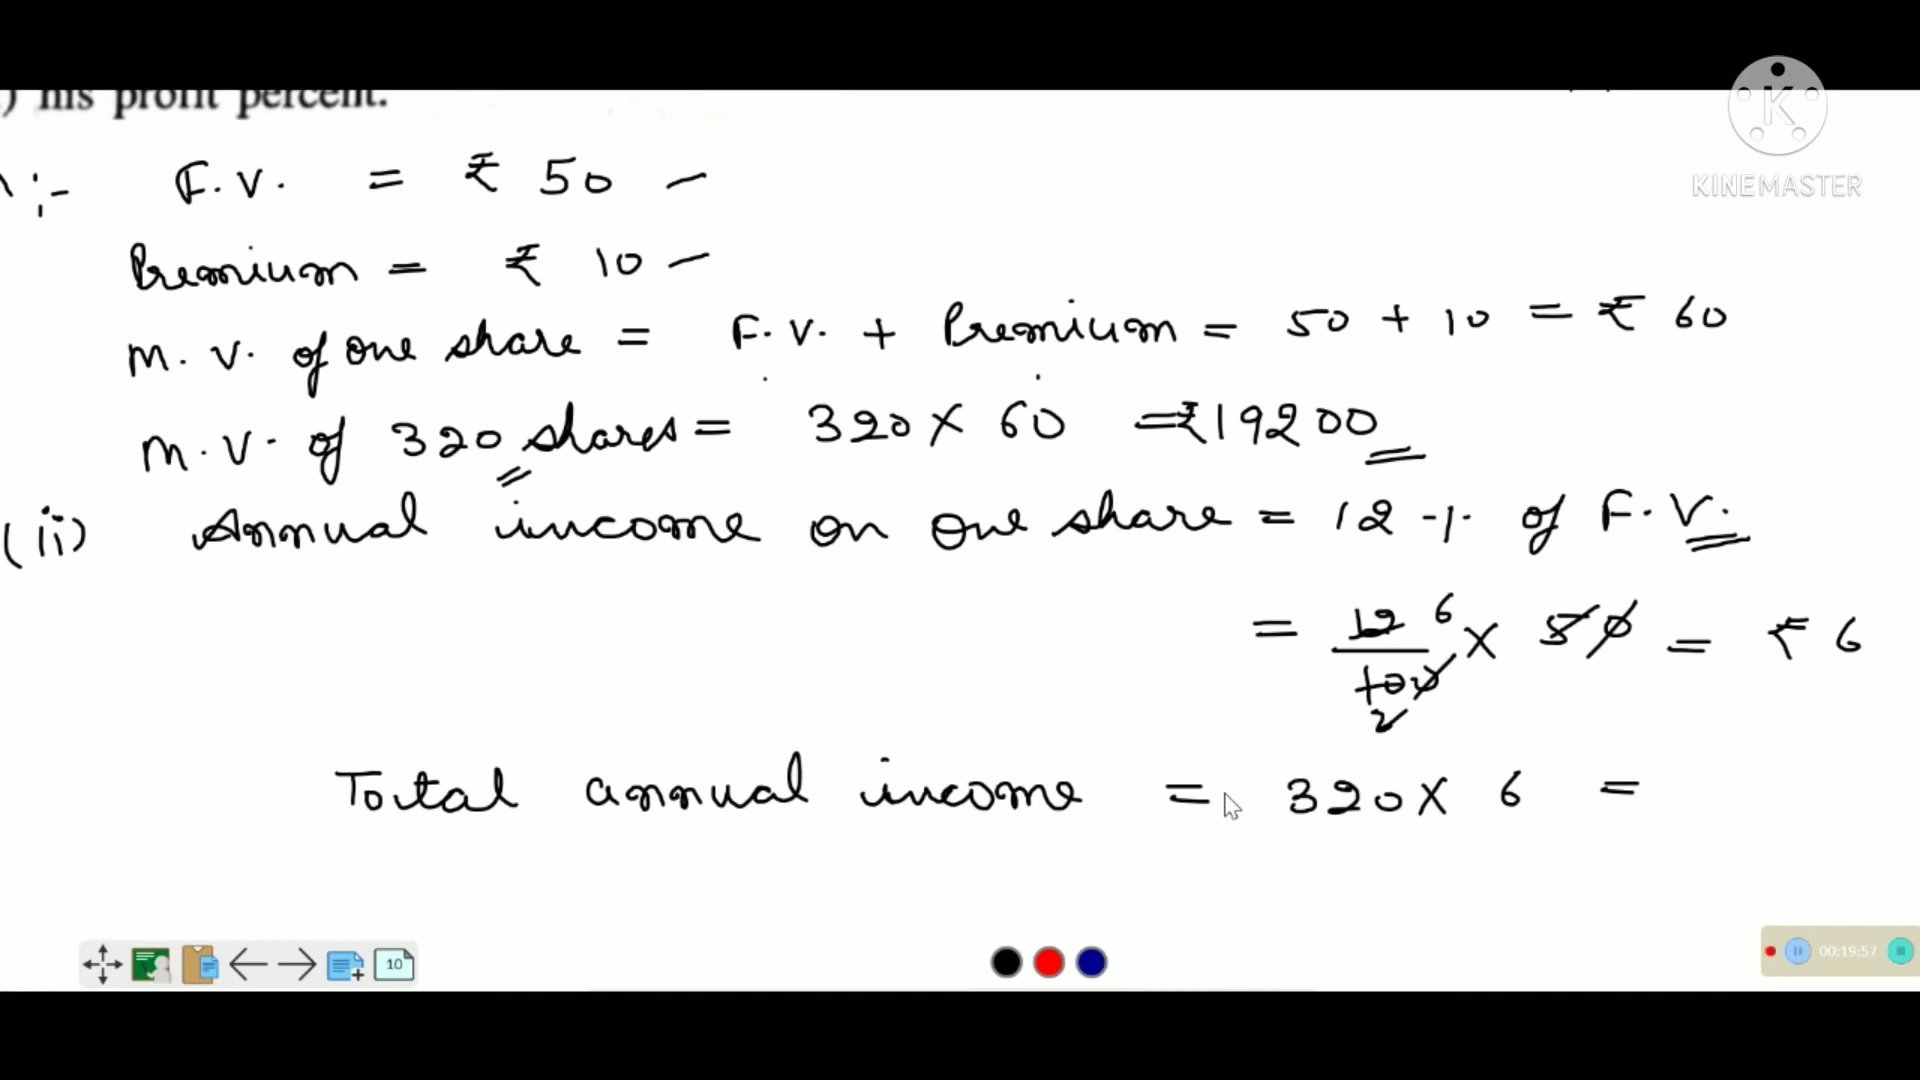 ) his profit percent.
:- F.V. = ₹ 50 -
Premium = ₹ 10 -
M.V. of one share = F.V. + Premium = 50 + 10 = ₹ 60
M.V. of 320 shares = 320 × 60 = ₹19200
(ii) Annual income on one share = 12 % of F.V.
= 12/100 × 50 = ₹ 6
6
2
Total annual income = 320 × 6 =
K
KINEMASTER
10
00:19:57